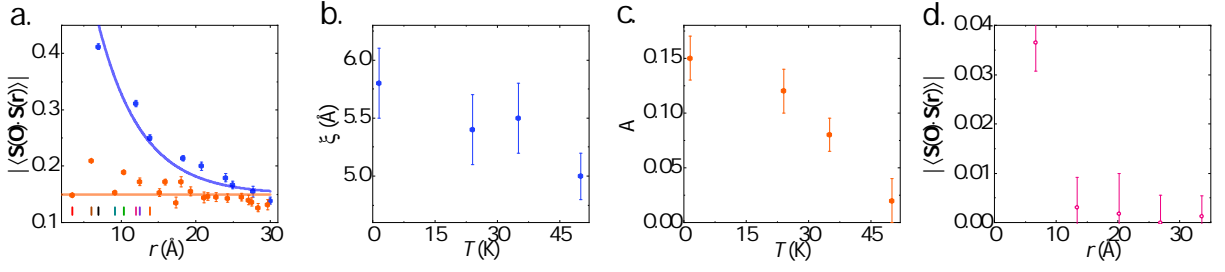 a.
0.4
0.3
0.2
0.1
10
20
30
r (Å)
|⟨S(0)·S(r)⟩|
b.
6.0
5.5
5.0
0
15
30
45
T (K)
ξ (Å)
c.
0.15
0.10
0.05
0.00
0
15
30
45
T (K)
A
d.
0.04
0.03
0.02
0.01
0.00
0
10
20
30
r (Å)
|⟨S(0)·S(r)⟩|